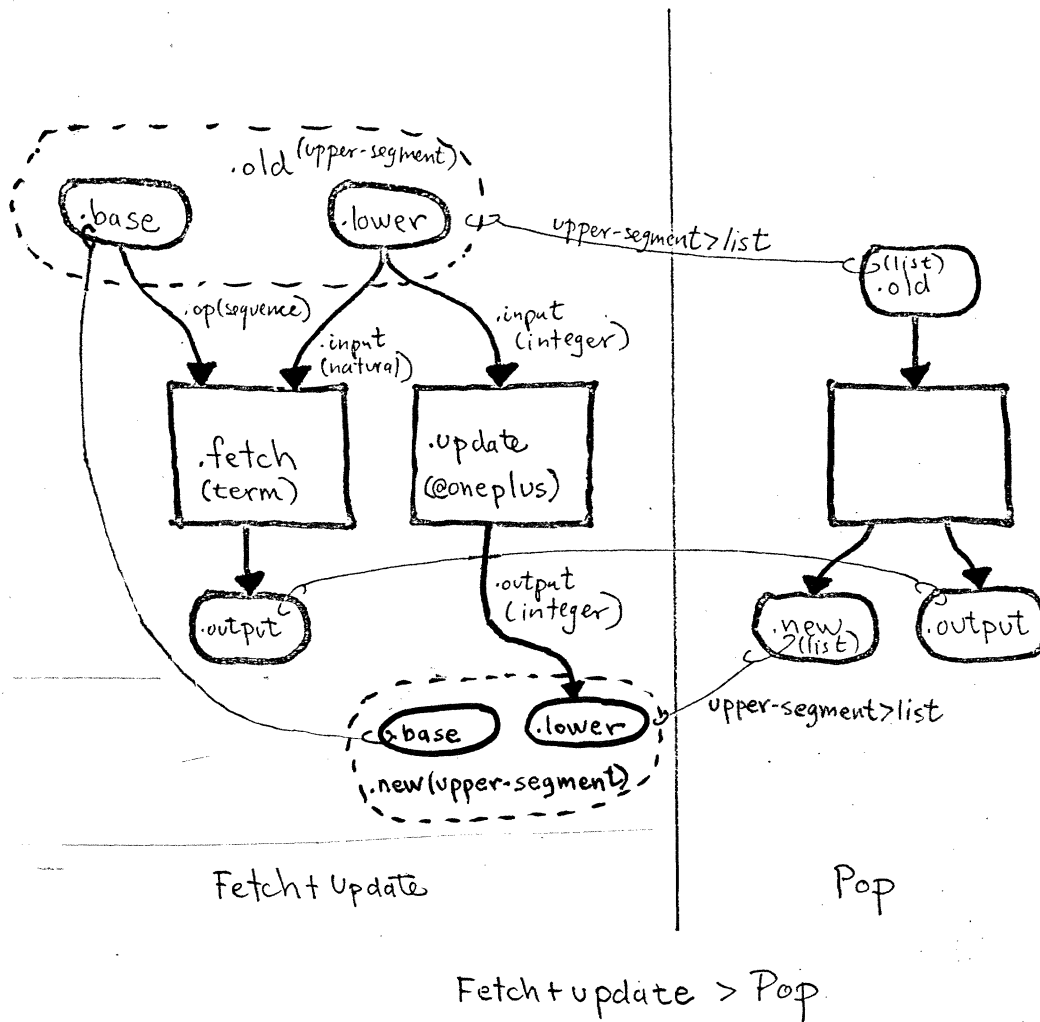 .old (upper-segment)
.base
.lower
upper-segment>list
(list)
.old
.op(sequence)
.input
(natural)
.input
(integer)
.fetch
(term)
.update
(@oneplus)
.output
(integer)
.output
.new
(list)
.output
.base
.lower
.new(upper-segment)
upper-segment>list
Fetch+Update
Pop
Fetch+update > Pop